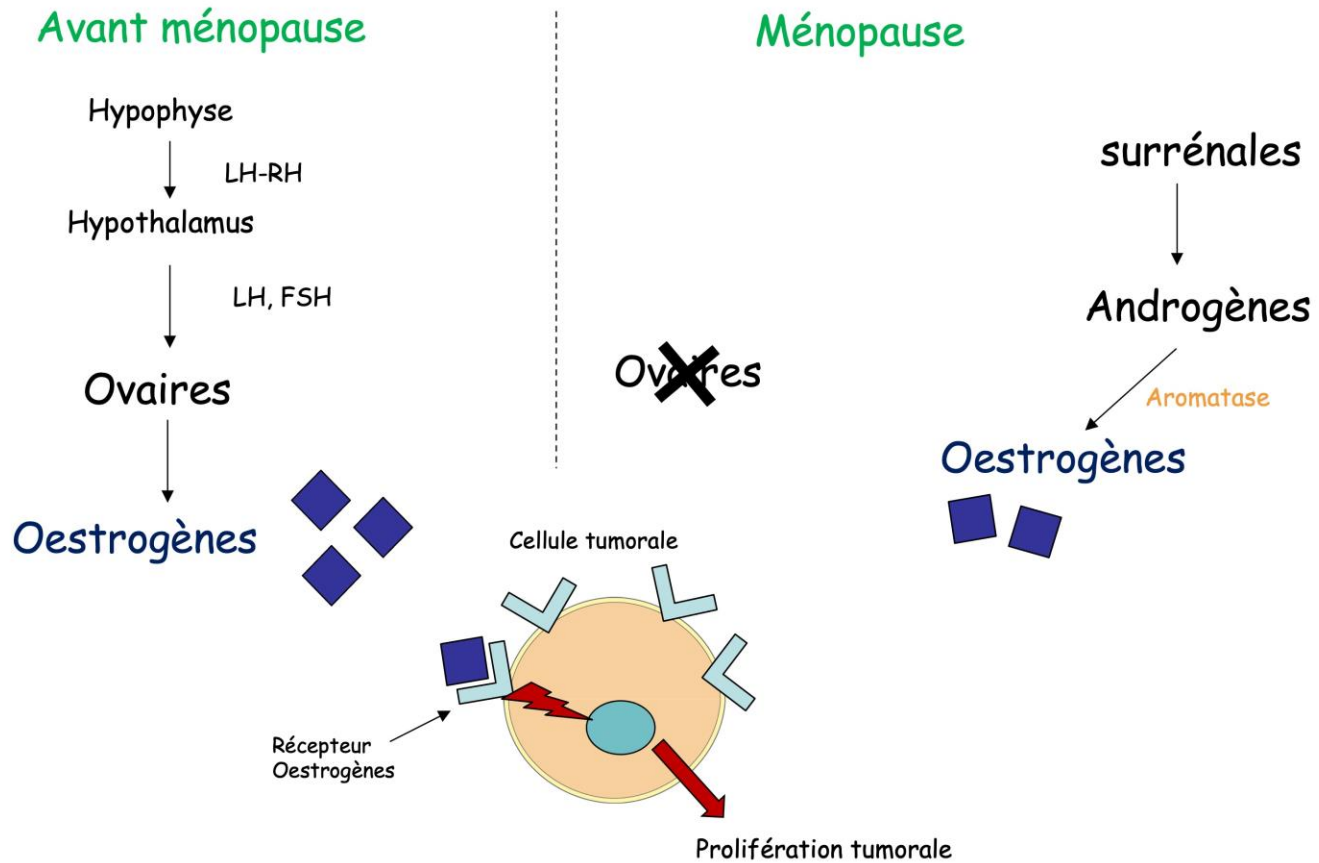 Avant ménopause
Hypophyse
LH-RH
Hypothalamus
LH, FSH
Ovaires
Oestrogènes
Ménopause
Ovaires
surrénales
Androgènes
Aromatase
Oestrogènes
Cellule tumorale
Récepteur
Oestrogènes
Prolifération tumorale